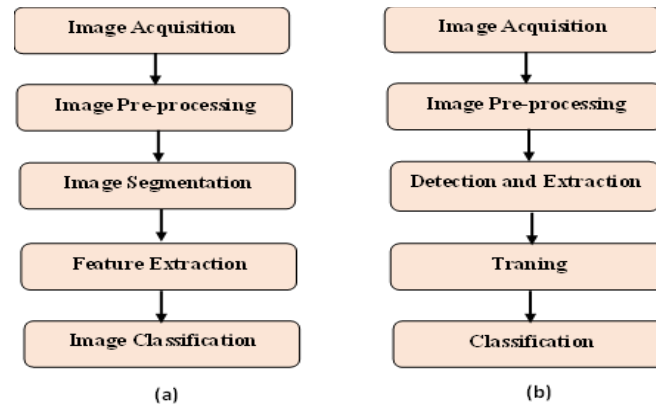 Image Acquisition
Image Pre-processing
Image Segmentation
Feature Extraction
Image Classification
(a)
Image Acquisition
Image Pre-processing
Detection and Extraction
Traning
Classification
(b)